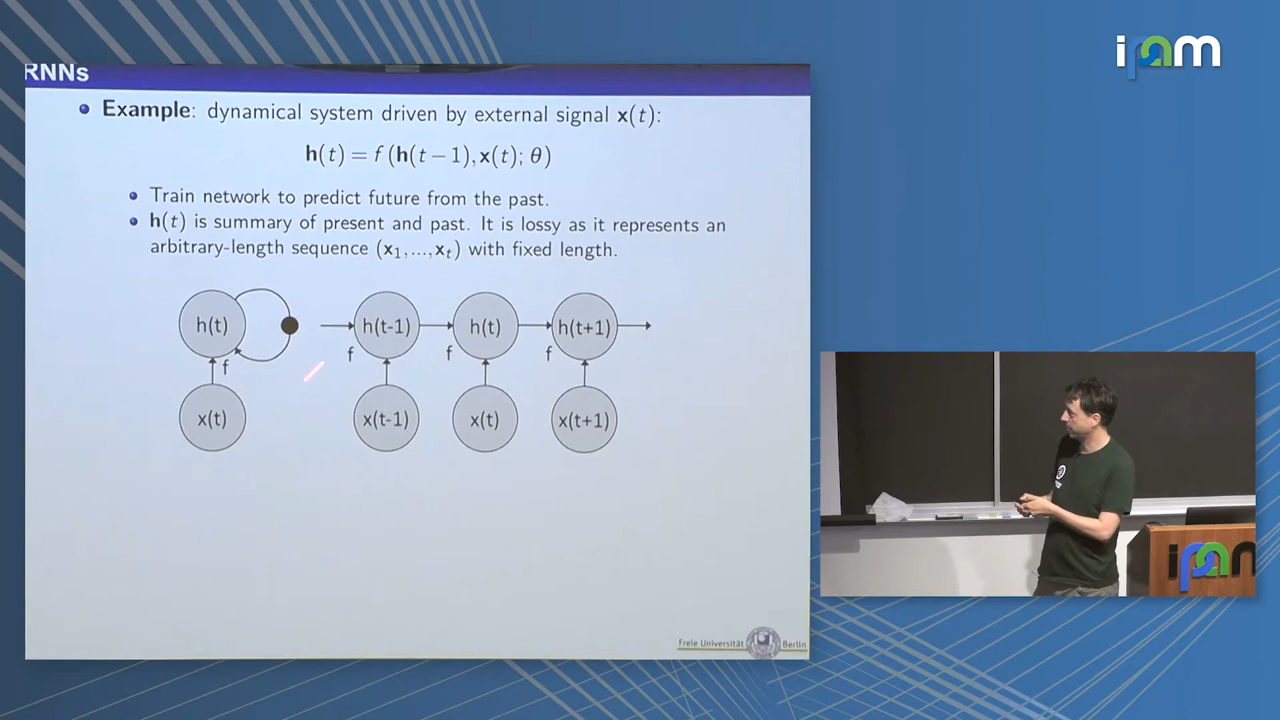 ipam
RNNs
Example: dynamical system driven by external signal x(t):
h(t) = f (h(t − 1), x(t); θ)
Train network to predict future from the past.
h(t) is summary of present and past. It is lossy as it represents an
arbitrary-length sequence (x₁,...,xₜ) with fixed length.
h(t) h(t-1) h(t) h(t+1)
f f f f
x(t) x(t-1) x(t) x(t+1)
ipam
Freie Universität Berlin